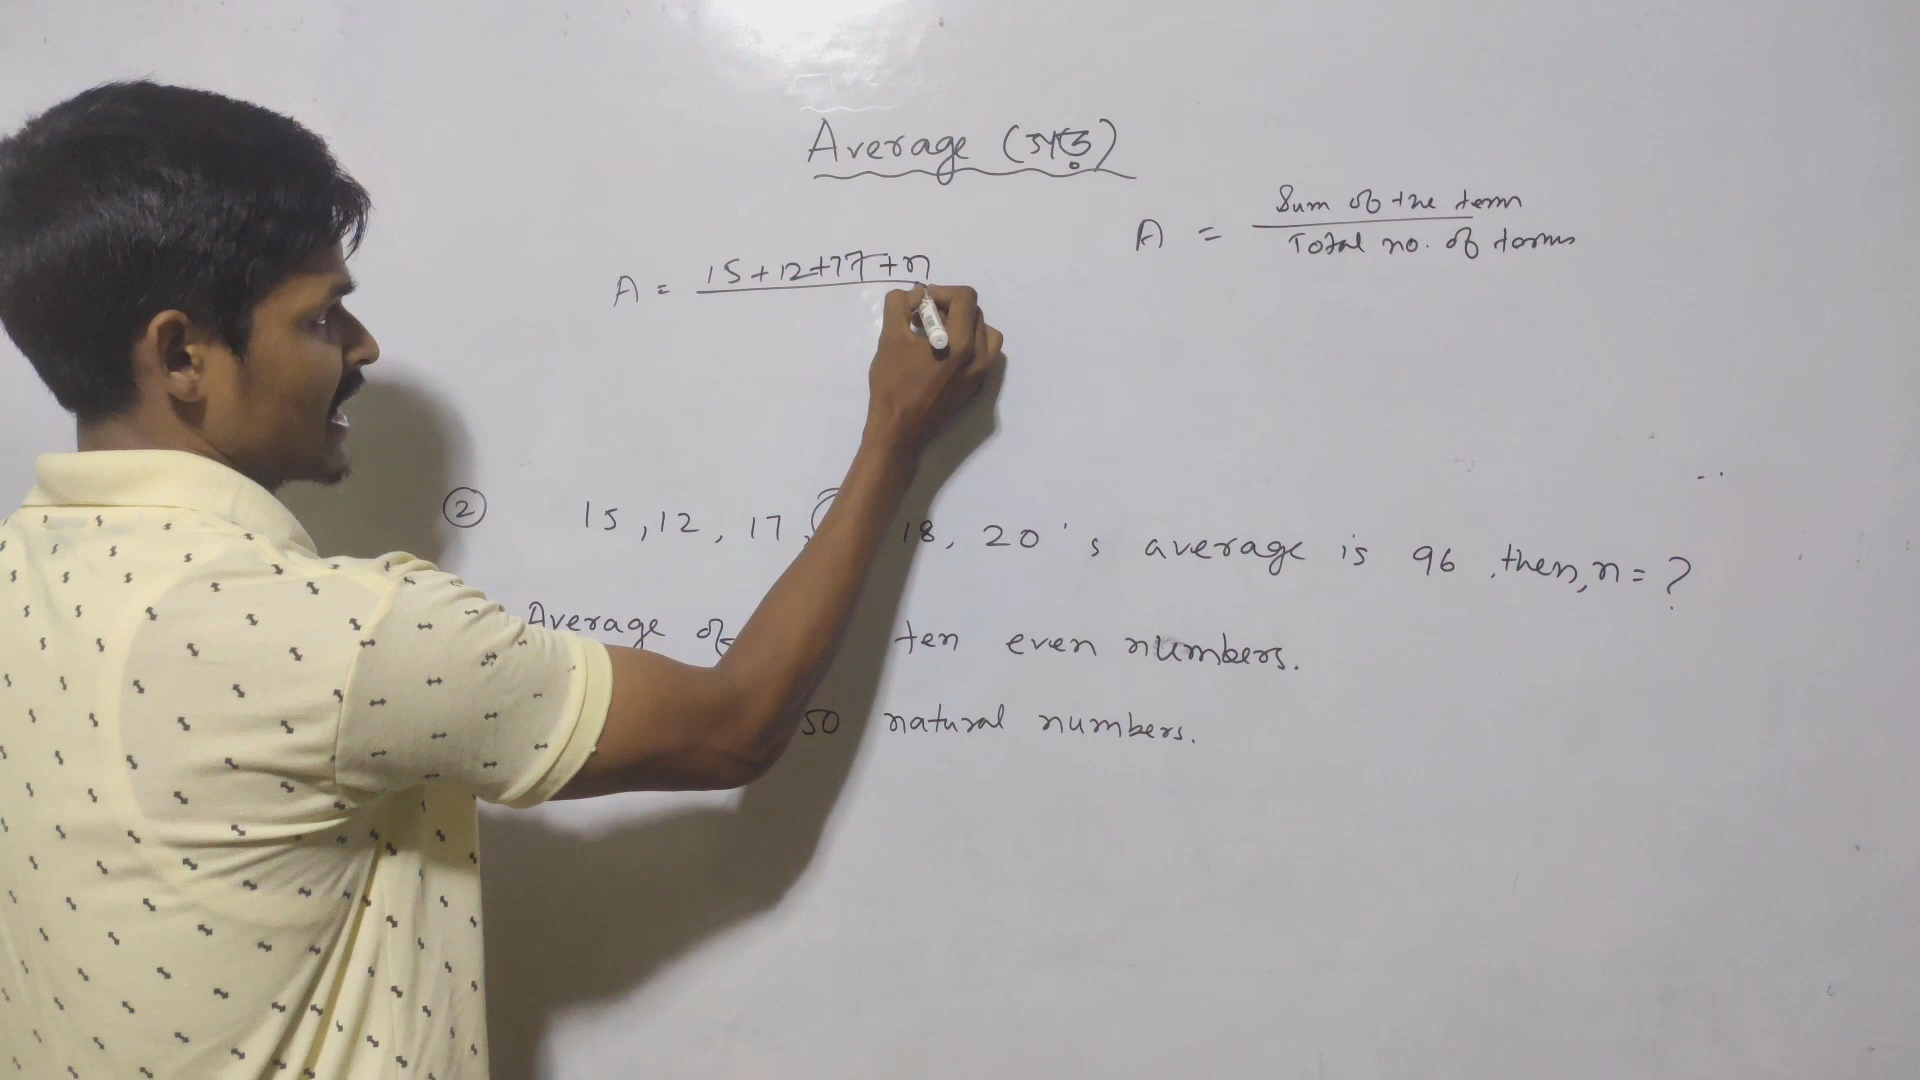 Average (গড়)
A = Sum of the term / Total no. of terms
A = 15+12+17+n
② 15, 12, 17, 18, 20's average is 96, then, n = ?
Average of ten even numbers.
50 natural numbers.